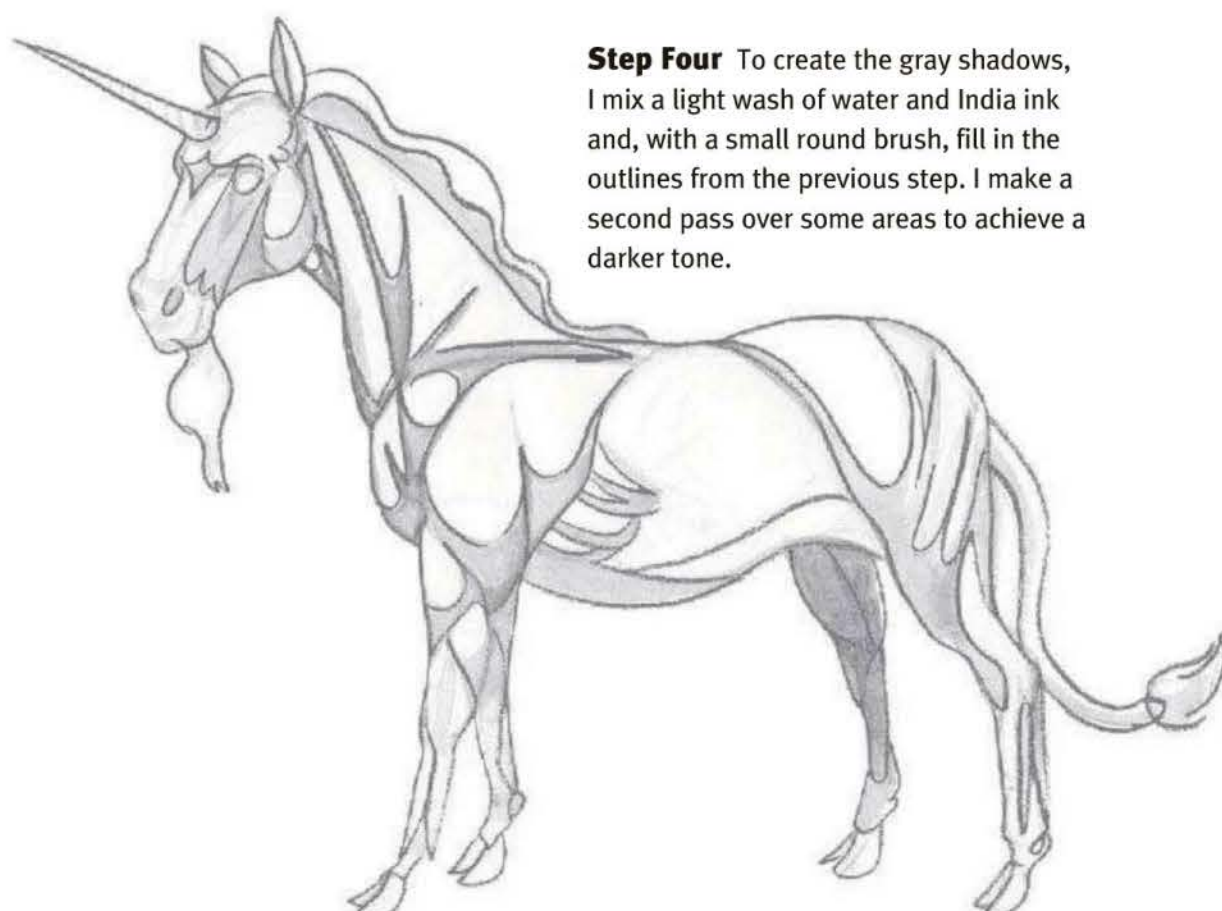 Step Four To create the gray shadows,
I mix a light wash of water and India ink
and, with a small round brush, fill in the
outlines from the previous step. I make a
second pass over some areas to achieve a
darker tone.